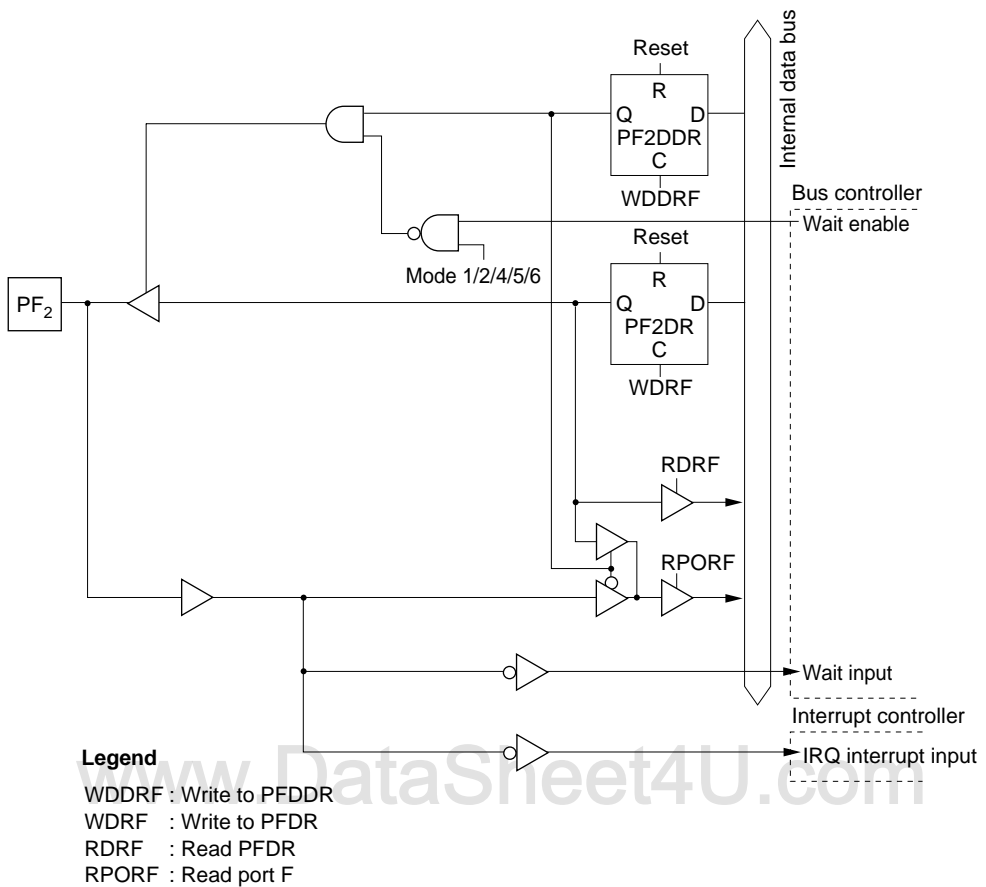 Reset
R
Q D
PF2DDR
C
WDDRF
Internal data bus
Bus controller
Wait enable
Mode 1/2/4/5/6
Reset
R
Q D
PF2DR
C
WDRF
PF2
RDRF
RPORF
Wait input
Interrupt controller
IRQ interrupt input
Legend
www.DataSheet4U.com
WDDRF : Write to PFDDR
WDRF : Write to PFDR
RDRF : Read PFDR
RPORF : Read port F